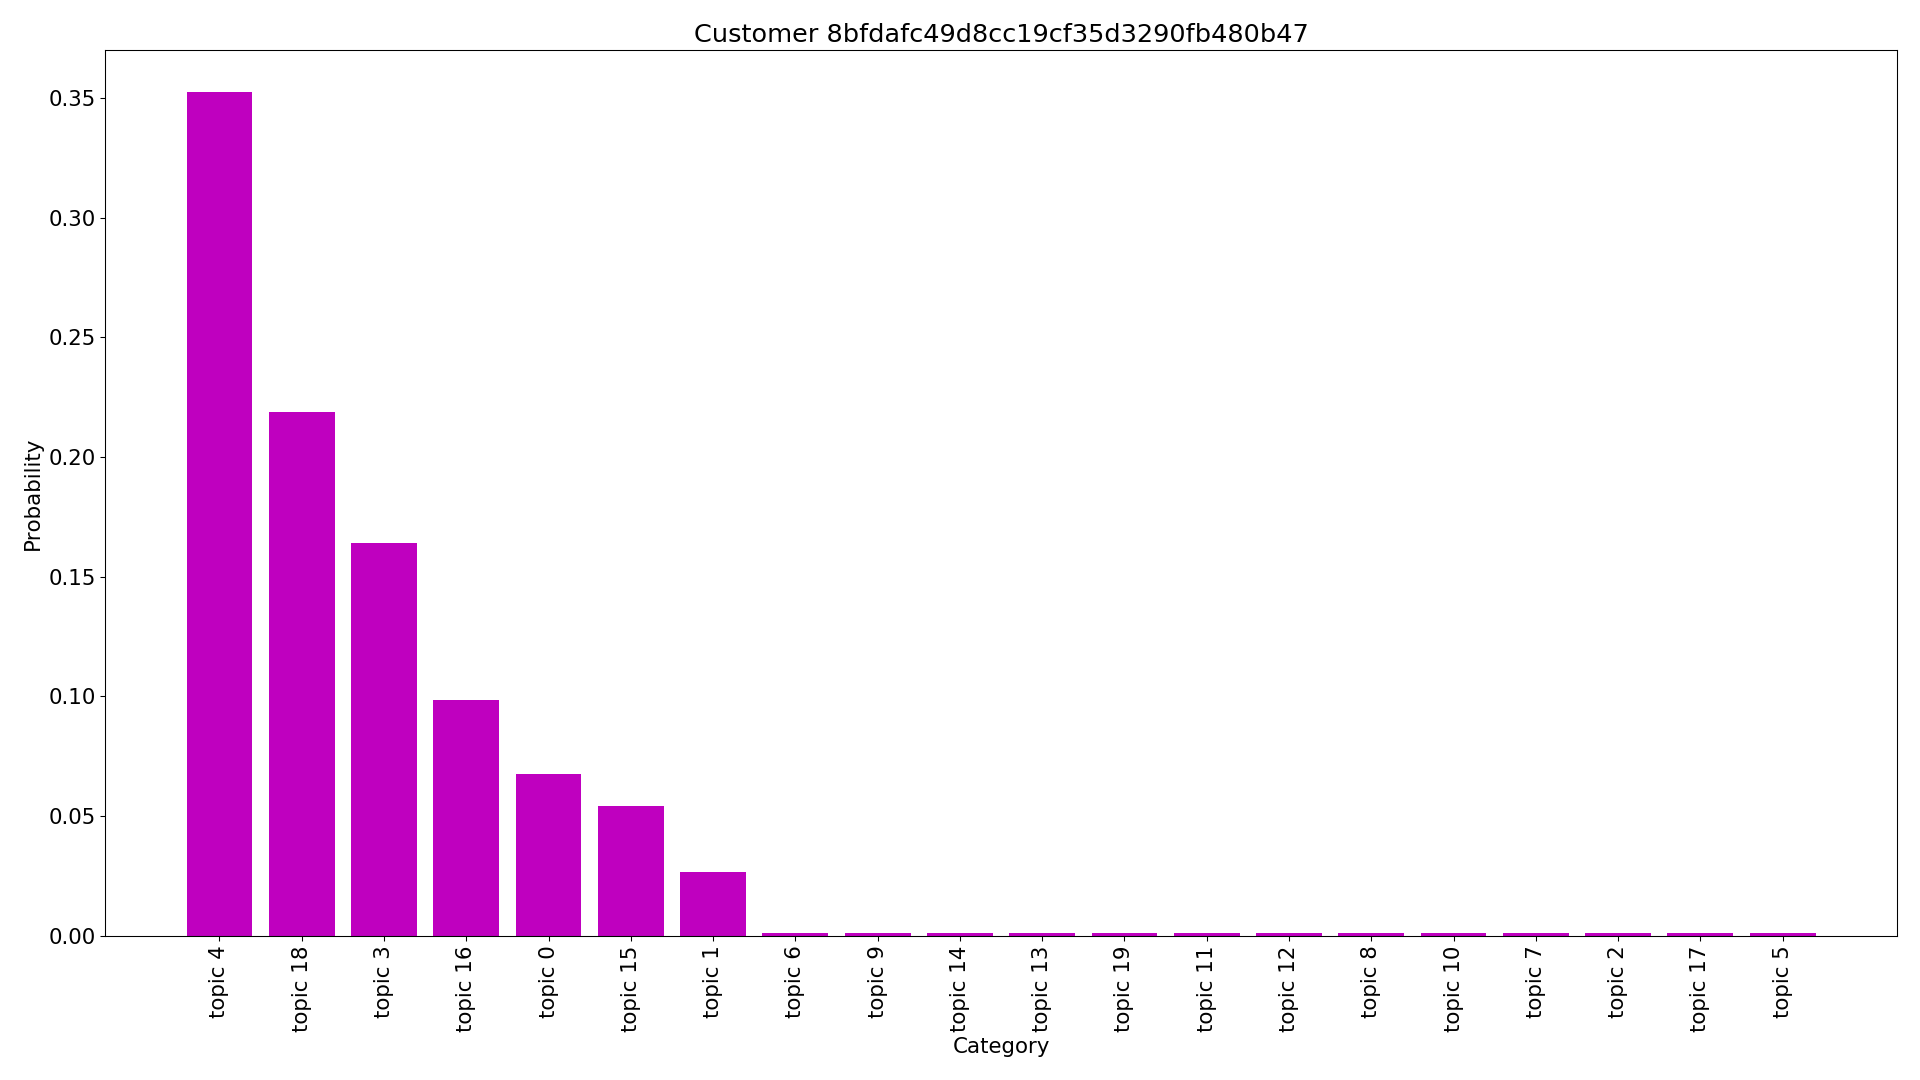 Customer 8bfdafc49d8cc19cf35d3290fb480b47
0.35
0.30
0.25
0.20
0.15
0.10
0.05
0.00
Probability
topic 4
topic 18
topic 3
topic 16
topic 0
topic 15
topic 1
topic 6
topic 9
topic 14
topic 13
topic 19
topic 11
topic 12
topic 8
topic 10
topic 7
topic 2
topic 17
topic 5
Category